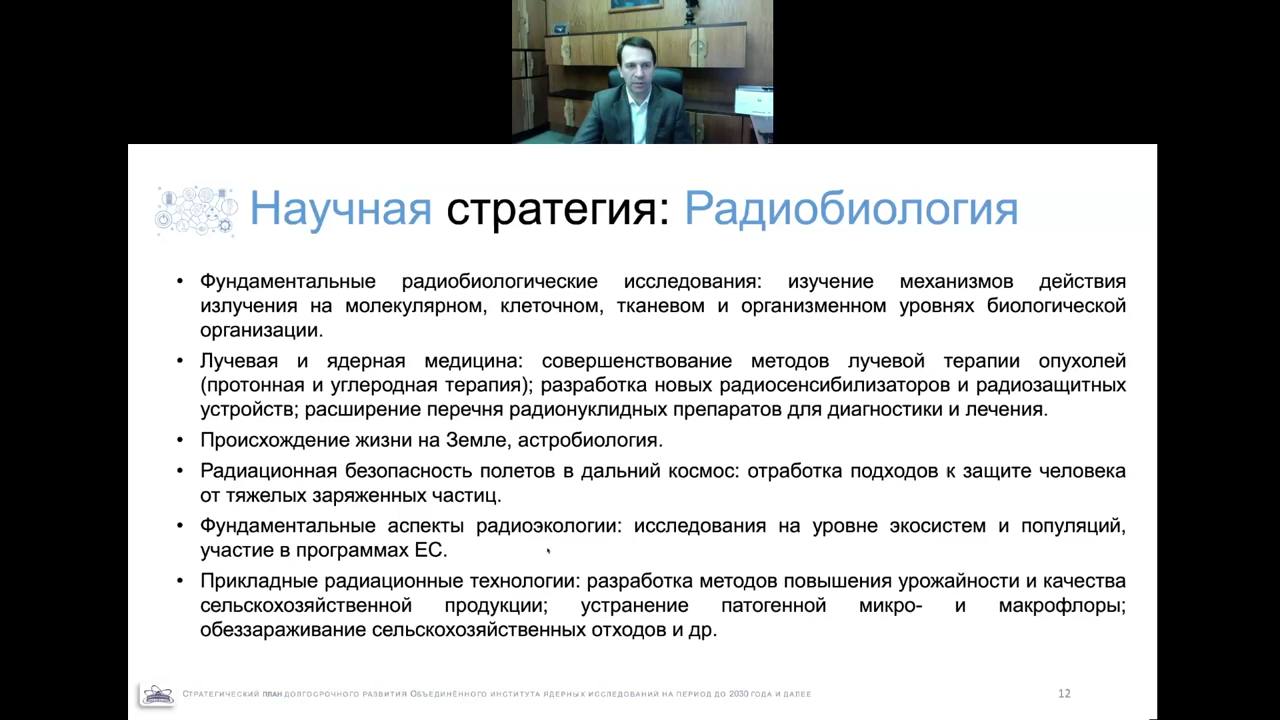 Научная стратегия: Радиобиология
• Фундаментальные радиобиологические исследования: изучение механизмов действия
излучения на молекулярном, клеточном, тканевом и организменном уровнях биологической
организации.
• Лучевая и ядерная медицина: совершенствование методов лучевой терапии опухолей
(протонная и углеродная терапия); разработка новых радиосенсибилизаторов и радиозащитных
устройств; расширение перечня радионуклидных препаратов для диагностики и лечения.
• Происхождение жизни на Земле, астробиология.
• Радиационная безопасность полетов в дальний космос: отработка подходов к защите человека
от тяжелых заряженных частиц.
• Фундаментальные аспекты радиоэкологии: исследования на уровне экосистем и популяций,
участие в программах ЕС.
• Прикладные радиационные технологии: разработка методов повышения урожайности и качества
сельскохозяйственной продукции; устранение патогенной микро- и макрофлоры;
обеззараживание сельскохозяйственных отходов и др.
Стратегический план долгосрочного развития Объединённого института ядерных исследований на период до 2030 года и далее 12